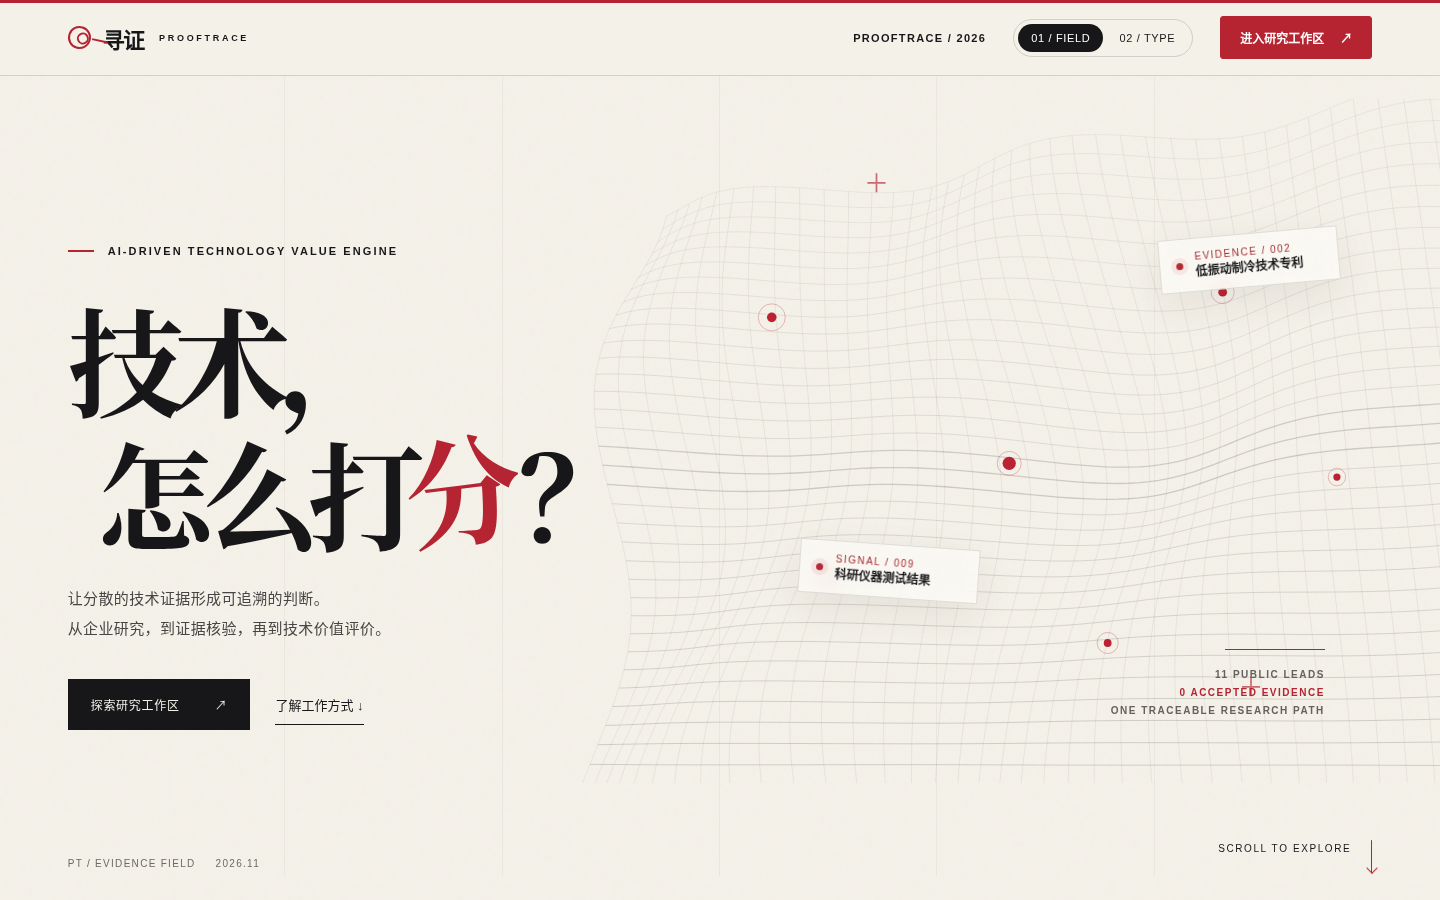 寻证 PROOFTRACE
PROOFTRACE / 2026
01 / FIELD
02 / TYPE
进入研究工作区 ↗
AI-DRIVEN TECHNOLOGY VALUE ENGINE
技术,
怎么打分?
让分散的技术证据形成可追溯的判断。
从企业研究，到证据核验，再到技术价值评价。
探索研究工作区 ↗
了解工作方式 ↓
EVIDENCE / 002
低振动制冷技术专利
SIGNAL / 009
科研仪器测试结果
11 PUBLIC LEADS
0 ACCEPTED EVIDENCE
ONE TRACEABLE RESEARCH PATH
PT / EVIDENCE FIELD 2026.11
SCROLL TO EXPLORE